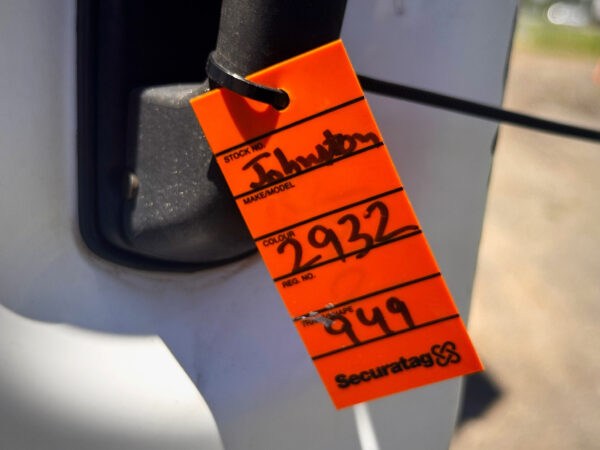 STOCK NO.
Johnston
MAKE/MODEL
COLOUR
2932
REG. NO.
949
Securatag